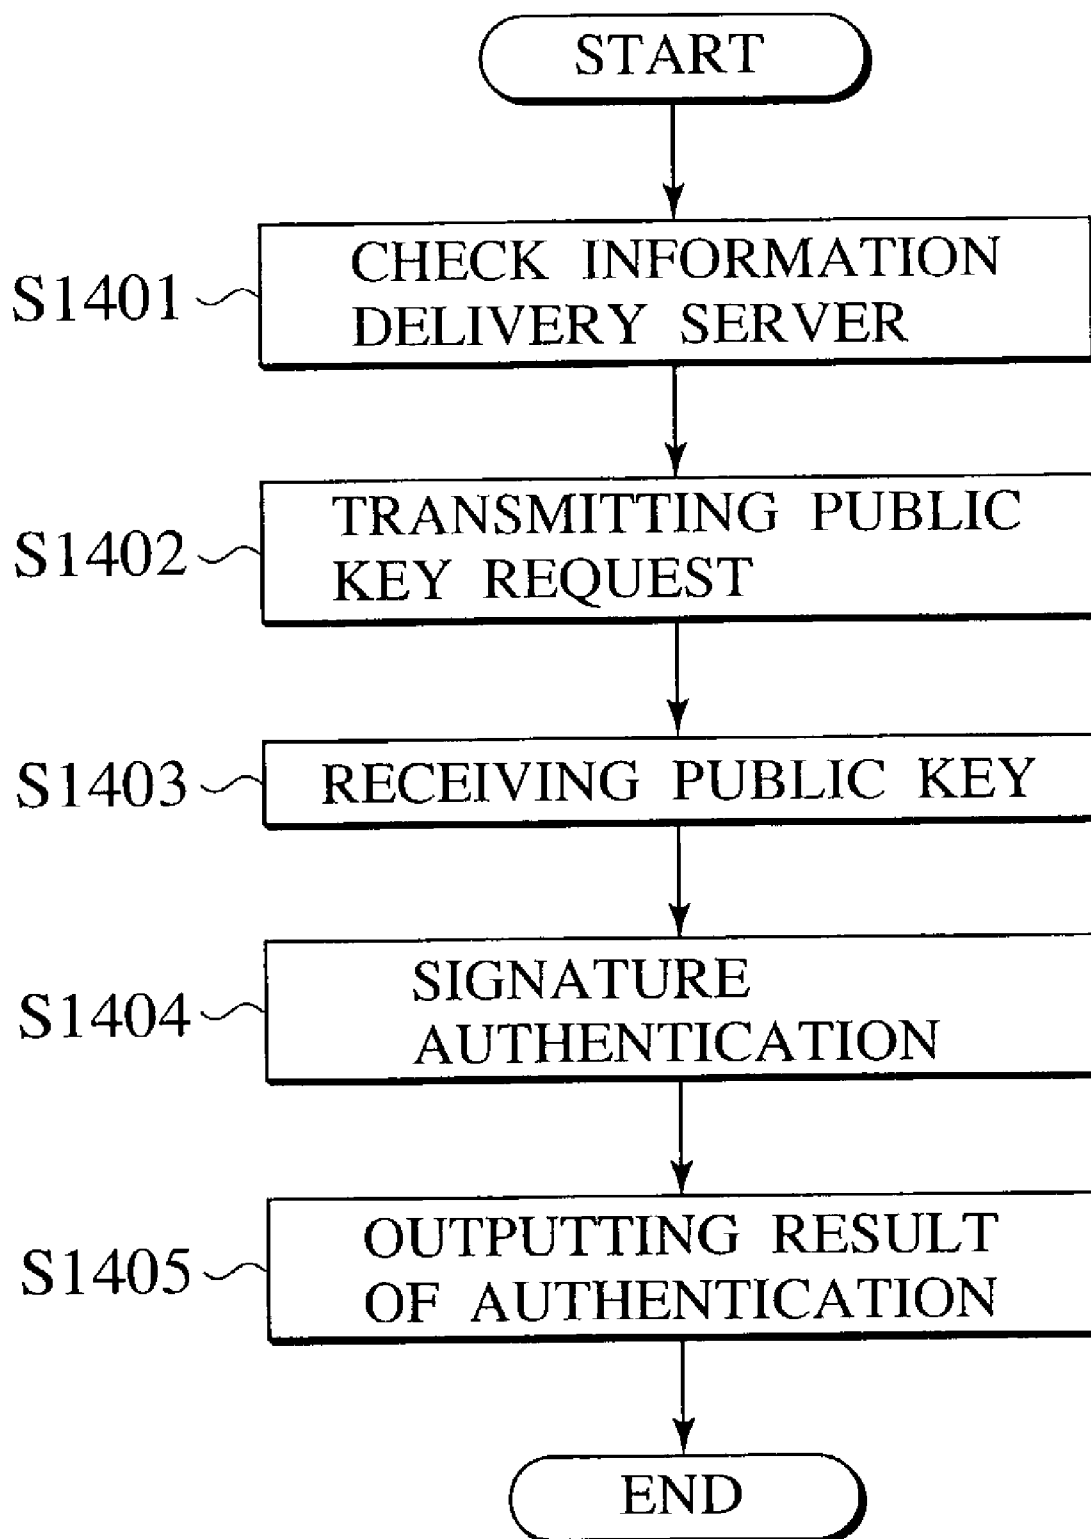 START
S1401
CHECK INFORMATION
DELIVERY SERVER
S1402
TRANSMITTING PUBLIC
KEY REQUEST
S1403
RECEIVING PUBLIC KEY
S1404
SIGNATURE
AUTHENTICATION
S1405
OUTPUTTING RESULT
OF AUTHENTICATION
END